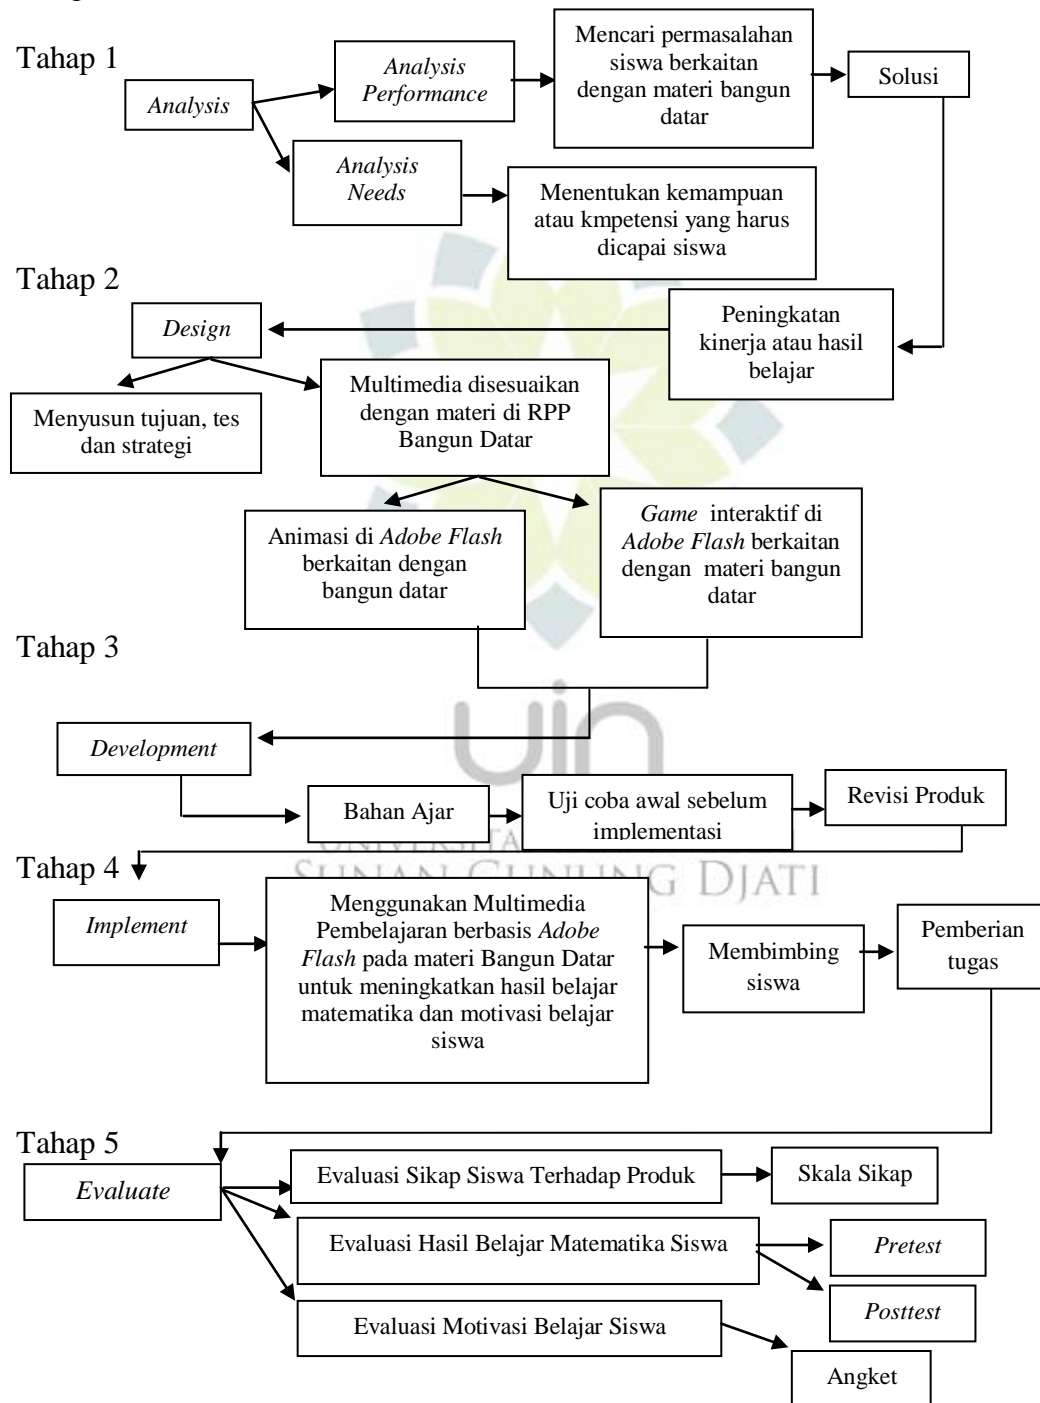 Tahap 1
Analysis
Analysis
Performance
Mencari permasalahan
siswa berkaitan
dengan materi bangun
datar
Solusi
Analysis
Needs
Menentukan kemampuan
atau kmpetensi yang harus
dicapai siswa
Tahap 2
Design
Peningkatan
kinerja atau hasil
belajar
Menyusun tujuan, tes
dan strategi
Multimedia disesuaikan
dengan materi di RPP
Bangun Datar
Animasi di Adobe Flash
berkaitan dengan
bangun datar
Game interaktif di
Adobe Flash berkaitan
dengan materi bangun
datar
Tahap 3
uin
Development
Bahan Ajar
Uji coba awal sebelum
implementasi
Revisi Produk
SUNAN GUNUNG DJATI
Tahap 4
Implement
Menggunakan Multimedia
Pembelajaran berbasis Adobe
Flash pada materi Bangun Datar
untuk meningkatkan hasil belajar
matematika dan motivasi belajar
siswa
Membimbing
siswa
Pemberian
tugas
Tahap 5
Evaluate
Evaluasi Sikap Siswa Terhadap Produk
Skala Sikap
Evaluasi Hasil Belajar Matematika Siswa
Pretest
Posttest
Evaluasi Motivasi Belajar Siswa
Angket